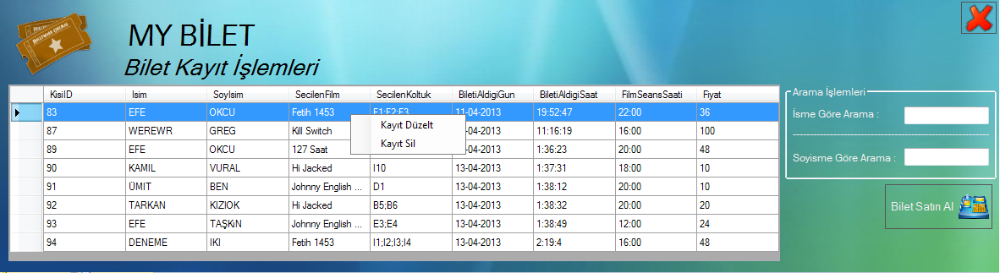 MY BİLET
Bilet Kayıt İşlemleri
KisiID Isim SoyIsim SecilenFilm SecilenKoltuk BiletiAldigiGun BiletiAldigiSaat FilmSeansSaati Fiyat
83 EFE OKCU Fetih 1453 E1;E2;E3 11-04-2013 19:52:47 22:00 36
87 WEREWR GREG Kill Switch -04-2013 11:16:19 16:00 100
89 EFE OKCU 127 Saat -04-2013 1:36:23 20:00 48
90 KAMIL VURAL Hi Jacked I10 13-04-2013 1:37:31 18:00 10
91 ÜMIT BEN Johnny English ... D1 13-04-2013 1:38:12 20:00 10
92 TARKAN KIZIOK Hi Jacked B5;B6 13-04-2013 1:38:32 20:00 20
93 EFE TAŞKiN Johnny English ... E3;E4 13-04-2013 1:38:49 12:00 24
94 DENEME IKI Fetih 1453 I1;I2;I3;I4 13-04-2013 2:19:4 16:00 48
Kayıt Düzelt
Kayıt Sil
Arama İşlemleri
İsme Göre Arama :
Soyisme Göre Arama :
Bilet Satın Al